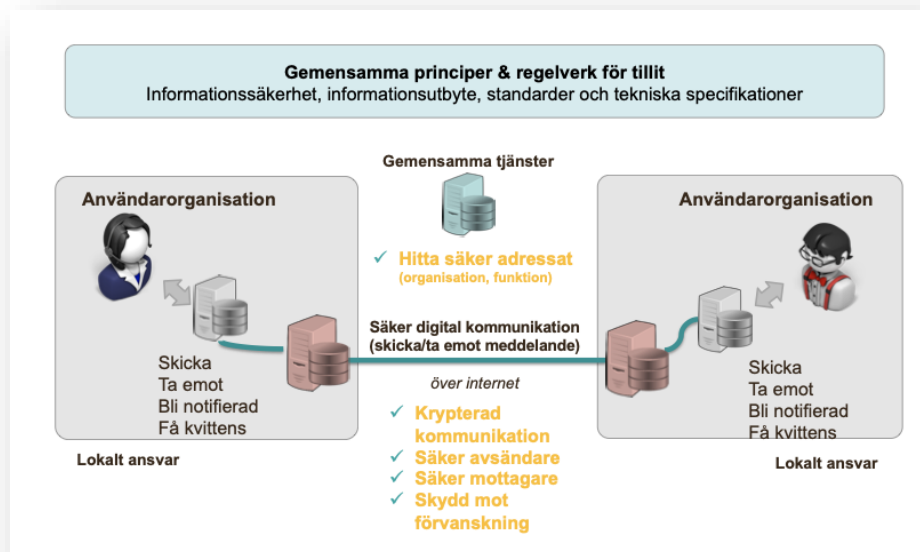 Gemensamma principer & regelverk för tillit
Informationssäkerhet, informationsutbyte, standarder och tekniska specifikationer
Gemensamma tjänster
✓ Hitta säker adressat
(organisation, funktion)
Användarorganisation
Skicka
Ta emot
Bli notifierad
Få kvittens
Lokalt ansvar
Säker digital kommunikation
(skicka/ta emot meddelande)
över internet
✓ Krypterad
kommunikation
✓ Säker avsändare
✓ Säker mottagare
✓ Skydd mot
förvanskning
Användarorganisation
Skicka
Ta emot
Bli notifierad
Få kvittens
Lokalt ansvar